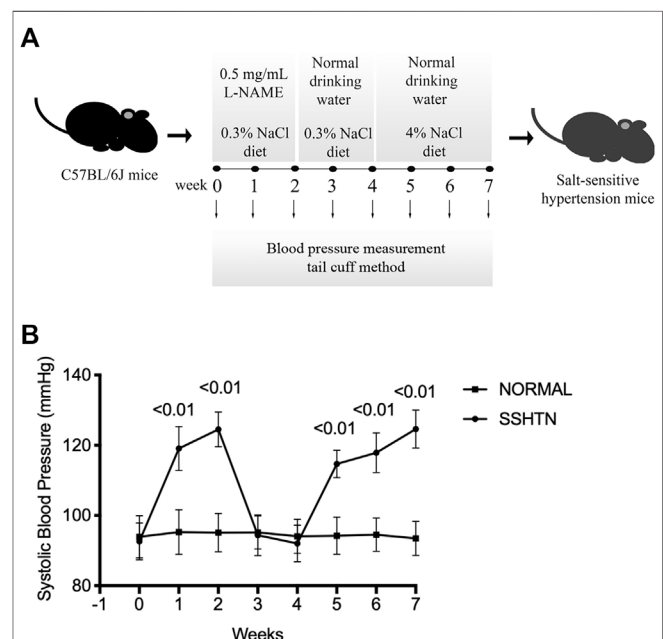 A
0.5 mg/mL
L-NAME
0.3% NaCl
diet
Normal
drinking
water
0.3% NaCl
diet
Normal
drinking
water
4% NaCl
diet
C57BL/6J mice
Salt-sensitive
hypertension mice
week 0 1 2 3 4 5 6 7
Blood pressure measurement
tail cuff method
B
Systolic Blood Pressure (mmHg)
140
120
100
80
<0.01
<0.01
<0.01
<0.01
<0.01
NORMAL
SSHTN
-1 0 1 2 3 4 5 6 7
Weeks